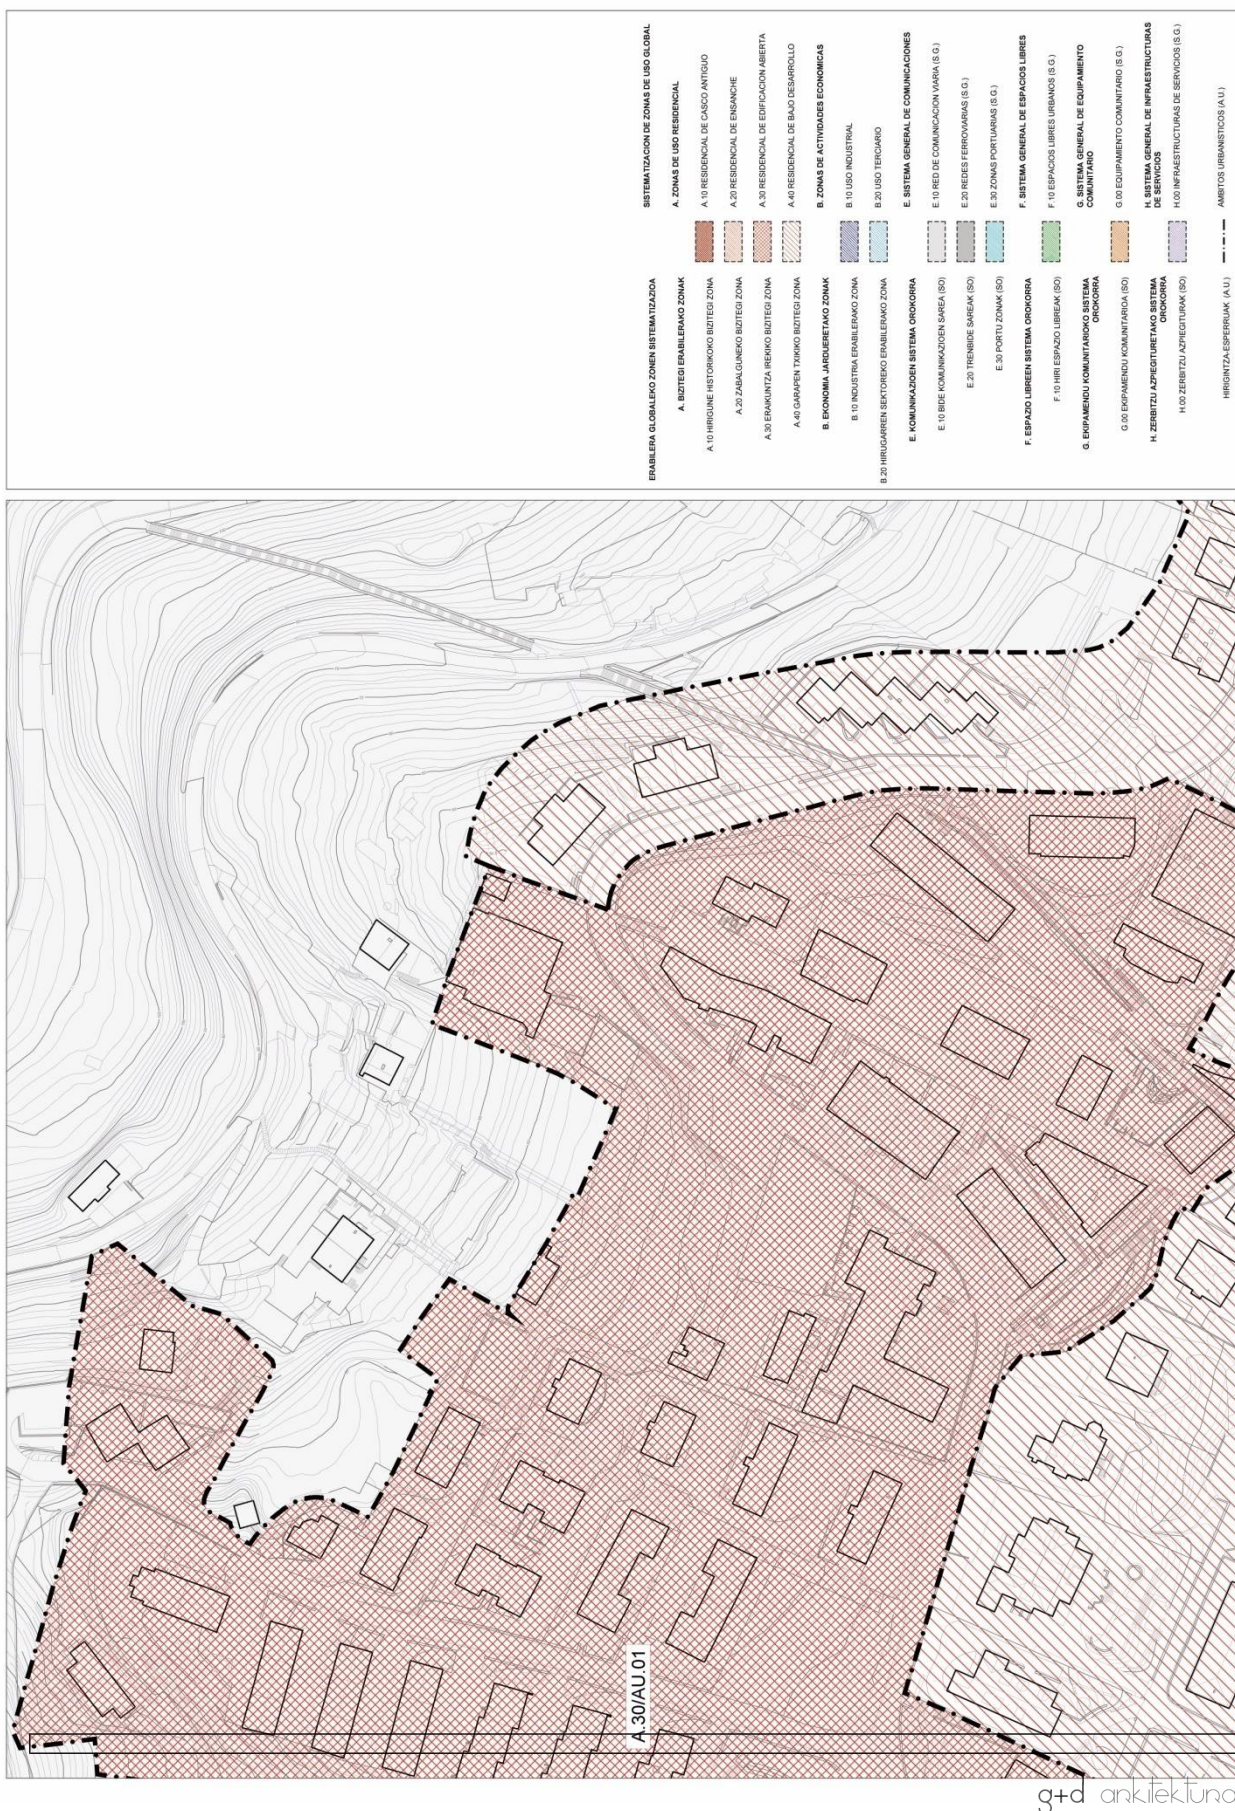 SISTEMATIZACION DE ZONAS DE USO GLOBAL
A. ZONAS DE USO RESIDENCIAL
A.10 RESIDENCIAL DE CASCO ANTIGUO
A.20 RESIDENCIAL DE ENSANCHE
A.30 RESIDENCIAL DE EDIFICACION ABIERTA
A.40 RESIDENCIAL DE BAJO DESARROLLO
B. ZONAS DE ACTIVIDADES ECONOMICAS
B.10 USO INDUSTRIAL
B.20 USO TERCIARIO
E. SISTEMA GENERAL DE COMUNICACIONES
E.10 RED DE COMUNICACION VIARIA (S.G.)
E.20 REDES FERROVIARIAS (S.G.)
E.30 ZONAS PORTUARIAS (S.G.)
F. SISTEMA GENERAL DE ESPACIOS LIBRES
F.10 ESPACIOS LIBRES URBANOS (S.G.)
G. SISTEMA GENERAL DE EQUIPAMIENTO
COMUNITARIO
G.00 EQUIPAMIENTO COMUNITARIO (S.G.)
H. SISTEMA GENERAL DE INFRAESTRUCTURAS
DE SERVICIOS
H.00 INFRAESTRUCTURAS DE SERVICIOS (S.G.)
AMBITOS URBANISTICOS (A.U.)
ERABILERA GLOBALEKO ZONEN SISTEMATIZAZIOA
A. BIZITEGI ERABILERAKO ZONAK
A.10 HIRIGUNE HISTORIKOKO BIZITEGI ZONA
A.20 ZABALGUNEKO BIZITEGI ZONA
A.30 ERAIKUNTZA IREKIKO BIZITEGI ZONA
A.40 GARAPEN TXIKIKO BIZITEGI ZONA
B. EKONOMIA JARDUERETAKO ZONAK
B.10 INDUSTRIA ERABILERAKO ZONA
B.20 HIRUGARREN SEKTOREKO ERABILERAKO ZONA
E. KOMUNIKAZIOEN SISTEMA OROKORRA
E.10 BIDE KOMUNIKAZIOEN SAREA (SO)
E.20 TRENBIDE SAREAK (SO)
E.30 PORTU ZONAK (SO)
F. ESPAZIO LIBREEN SISTEMA OROKORRA
F.10 HIRI ESPAZIO LIBREAK (SO)
G. EKIPAMENDU KOMUNITARIOKO SISTEMA
OROKORRA
G.00 EKIPAMENDU KOMUNITARIOA (SO)
H. ZERBITZU AZPIEGITURETAKO SISTEMA
OROKORRA
H.00 ZERBITZU AZPIEGITURAK (SO)
HIRIGINTZA-ESPERRUAK (A.U.)
A.30/AU.01
g+d arkitektura